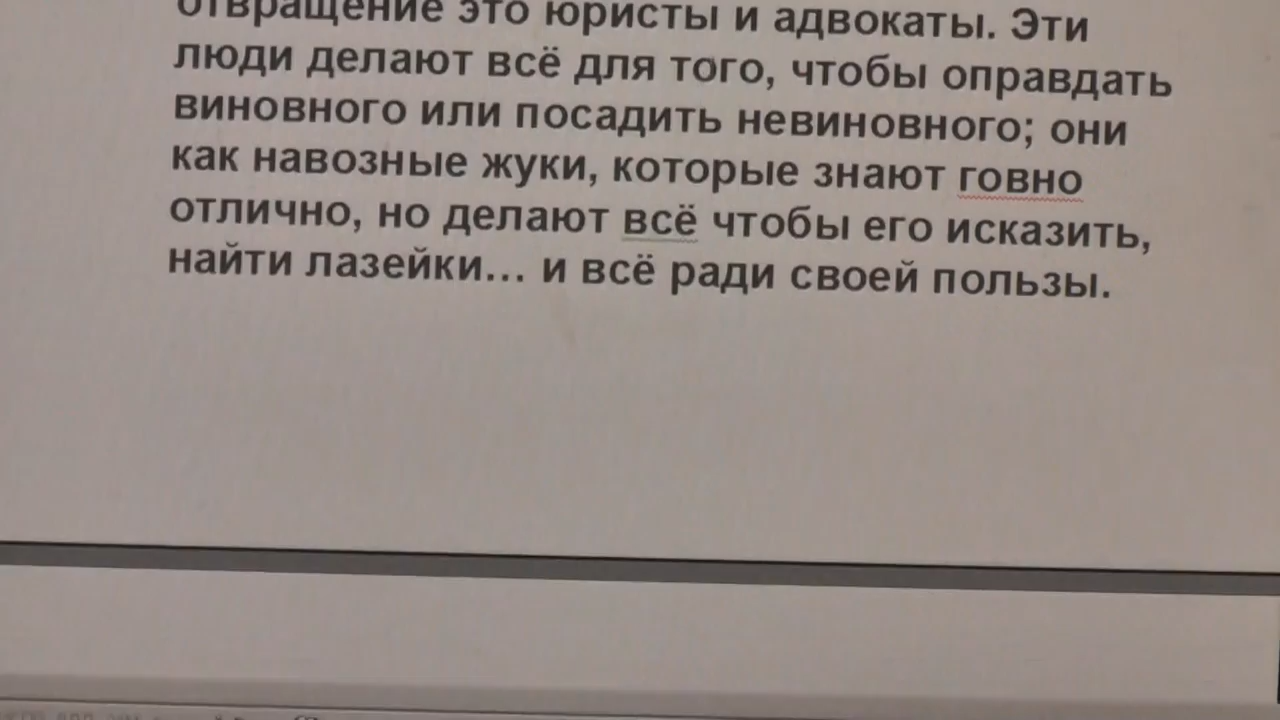 отвращение это юристы и адвокаты. Эти
люди делают всё для того, чтобы оправдать
виновного или посадить невиновного; они
как навозные жуки, которые знают говно
отлично, но делают всё чтобы его исказить,
найти лазейки... и всё ради своей пользы.